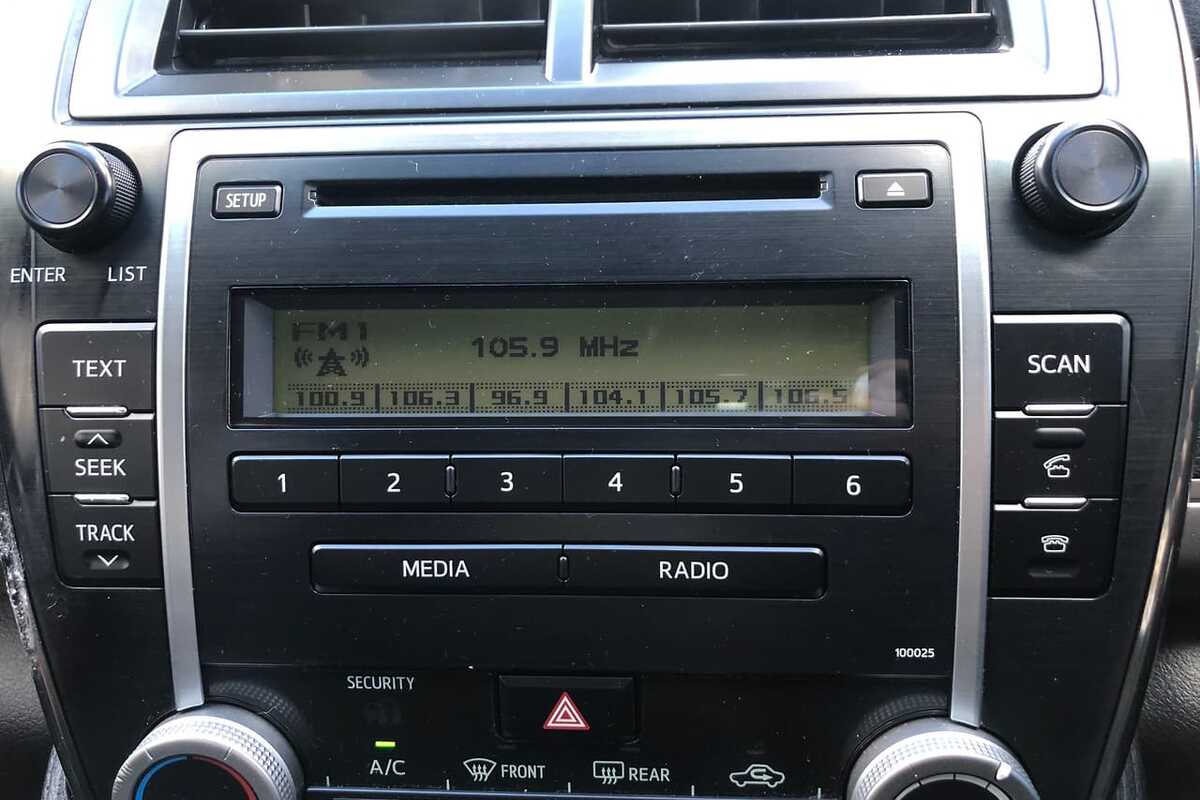 SETUP
ENTER LIST
FM1
105.9 MHz
100.9 106.3 96.9 104.1 105.7 106.5
TEXT
SCAN
SEEK
TRACK
1 2 3 4 5 6
MEDIA RADIO
100025
SECURITY
A/C FRONT REAR